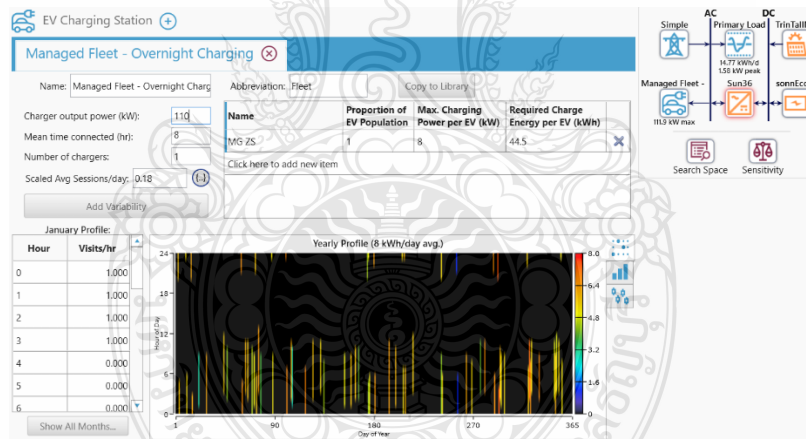 EV Charging Station
Managed Fleet - Overnight Charging
Name: Managed Fleet - Overnight Charg Abbreviation: Fleet Copy to Library
Charger output power (kW): 110
Mean time connected (hr): 8
Number of chargers: 1
Scaled Avg Sessions/day: 0.18 {..}
Add Variability
Name Proportion of EV Population Max. Charging Power per EV (kW) Required Charge Energy per EV (kWh)
MG ZS 1 8 44.5
Click here to add new item
January Profile:
Hour Visits/hr
0 1.000
1 1.000
2 1.000
3 1.000
4 0.000
5 0.000
6 0.000
Show All Months...
Yearly Profile (8 kWh/day avg.)
Hour of Day
24
18
12
6
0
1 90 180 270 365
Day of Year
8.0
6.4
4.8
3.2
1.6
0
AC DC
Simple Primary Load TrinTallM
14.77 kWh/d
1.58 kW peak
Managed Fleet - Sun36 sonnEco
111.9 kW max
Search Space Sensitivity